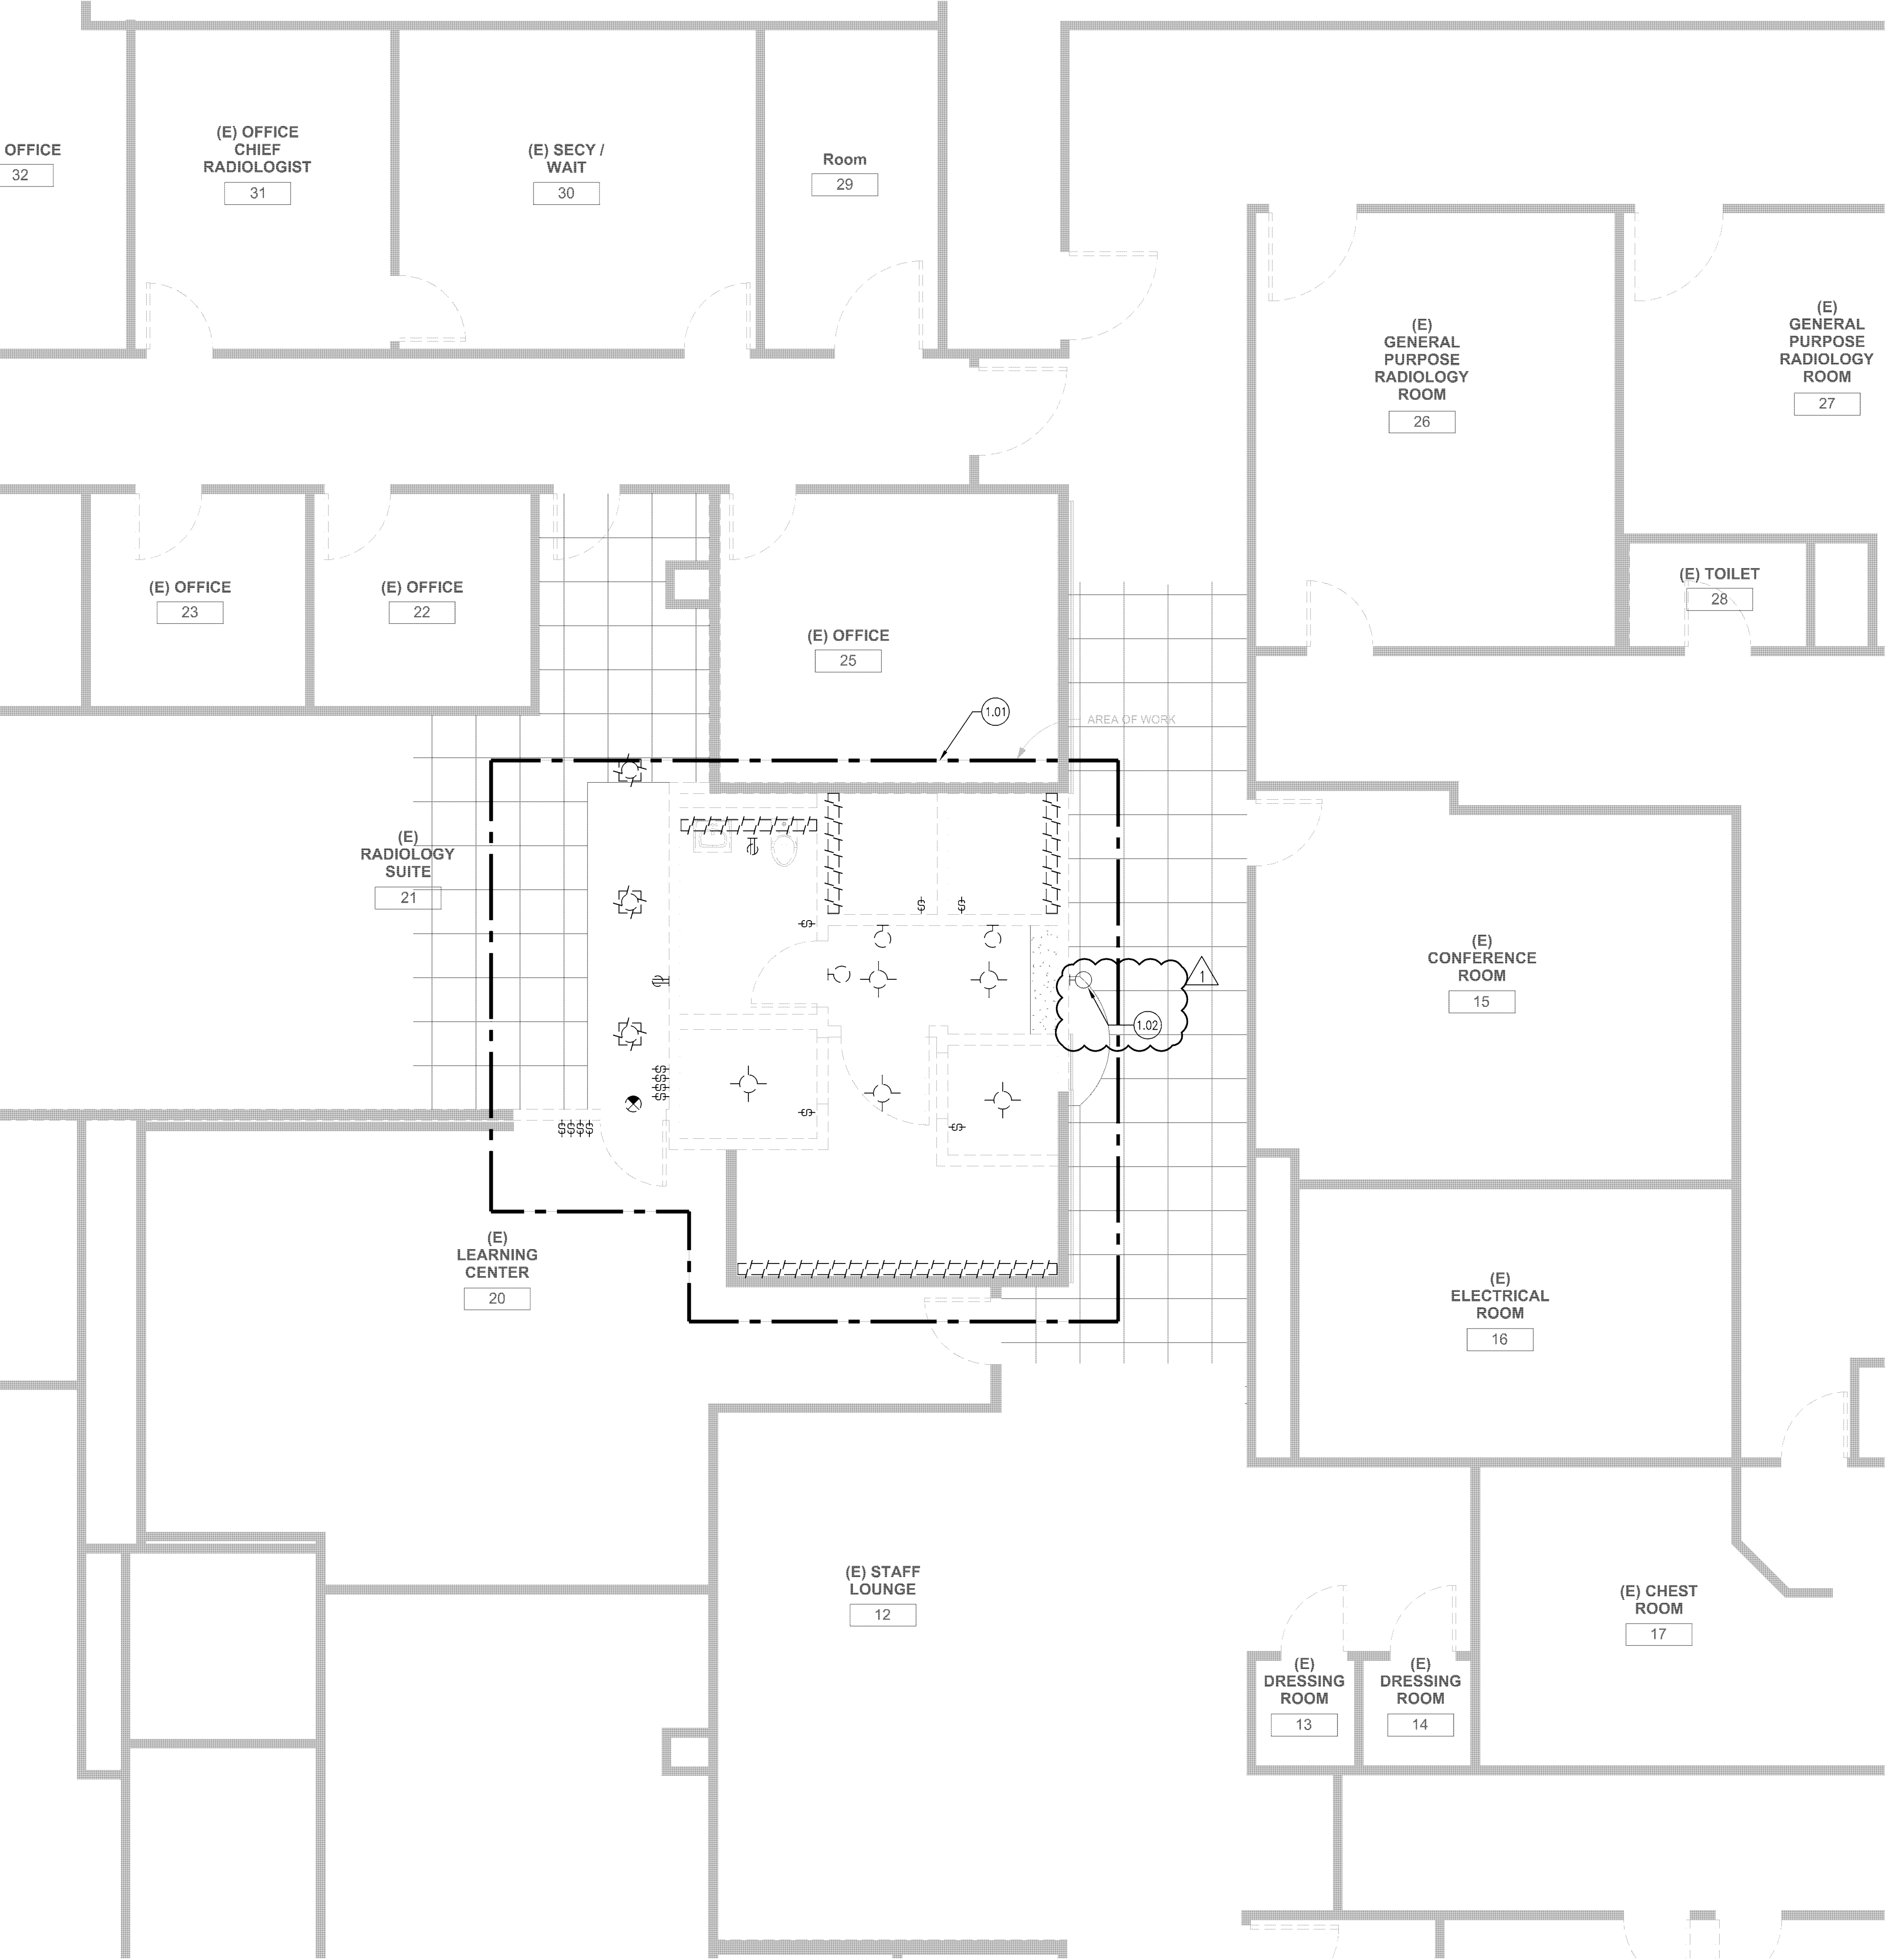 OFFICE
32
(E) OFFICE
CHIEF
RADIOLOGIST
31
(E) SECY /
WAIT
30
Room
29
(E)
GENERAL
PURPOSE
RADIOLOGY
ROOM
26
(E)
GENERAL
PURPOSE
RADIOLOGY
ROOM
27
(E) OFFICE
23
(E) OFFICE
22
(E) OFFICE
25
(E) TOILET
28
1.01
AREA OF WORK
(E)
RADIOLOGY
SUITE
21
$
$
$
1
1.02
(E)
CONFERENCE
ROOM
15
$
$
$
$
$
$
$$$$
(E)
LEARNING
CENTER
20
(E)
ELECTRICAL
ROOM
16
(E) STAFF
LOUNGE
12
(E) CHEST
ROOM
17
(E)
DRESSING
ROOM
13
(E)
DRESSING
ROOM
14